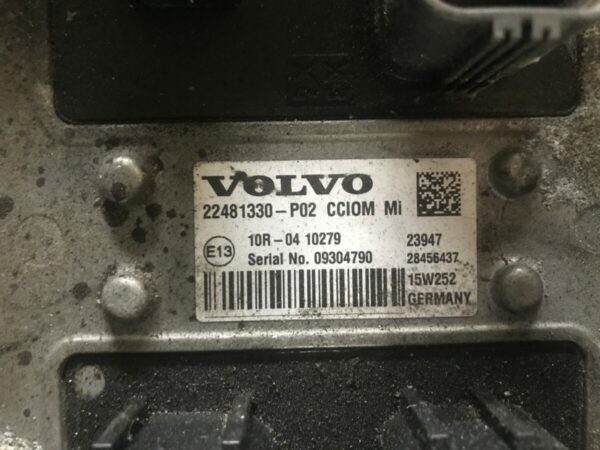 VOLVO
22481330-P02 CCIOM Mi
E13
10R-04 10279 23947
Serial No. 09304790 28456437
15W252
GERMANY